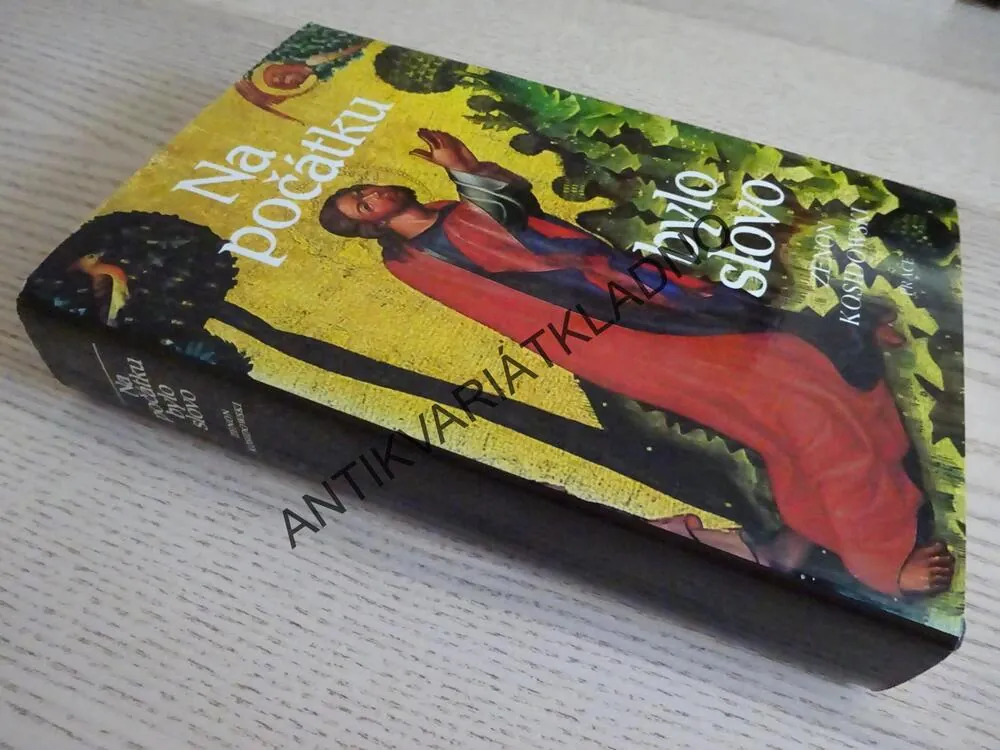 Na
počátku
bylo
slovo
ZENON
KOSIDOWSKI
PRÁCE
Na
počátku
bylo
slovo
ZENON
KOSIDOWSKI
ANTIKVARIÁTKLADNO